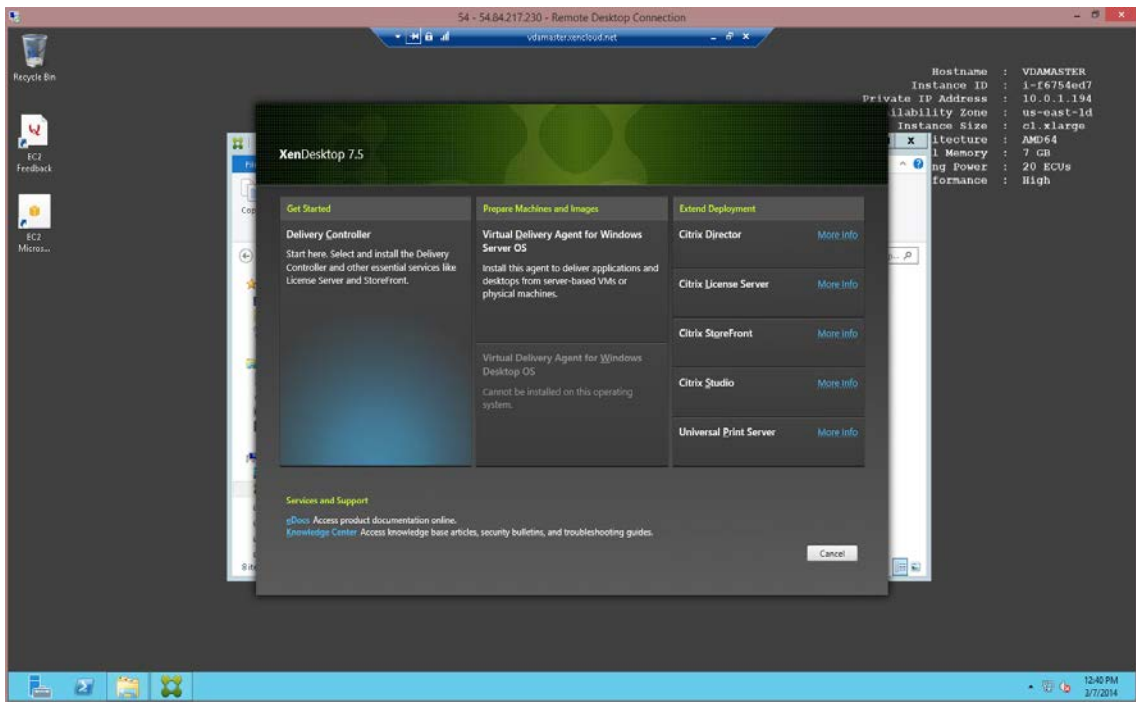 54 - 54.84.217.230 - Remote Desktop Connection
vdamaster.xencloud.net
Recycle Bin
EC2
Feedback
EC2
Micros...
Hostname : VDAMASTER
Instance ID : i-f6754ed7
Private IP Address : 10.0.1.194
ilability Zone : us-east-1d
Instance Size : c1.xlarge
itecture : AMD64
l Memory : 7 GB
ng Power : 20 ECUs
formance : High
XenDesktop 7.5
Get Started
Delivery Controller
Start here. Select and install the Delivery
Controller and other essential services like
License Server and StoreFront.
Prepare Machines and Images
Virtual Delivery Agent for Windows
Server OS
Install this agent to deliver applications and
desktops from server-based VMs or
physical machines.
Virtual Delivery Agent for Windows
Desktop OS
Cannot be installed on this operating
system.
Extend Deployment
Citrix Director More Info
Citrix License Server More Info
Citrix StoreFront More Info
Citrix Studio More Info
Universal Print Server More Info
Services and Support
eDocs Access product documentation online.
Knowledge Center Access knowledge base articles, security bulletins, and troubleshooting guides.
Cancel
8 ite
12:40 PM
3/7/2014